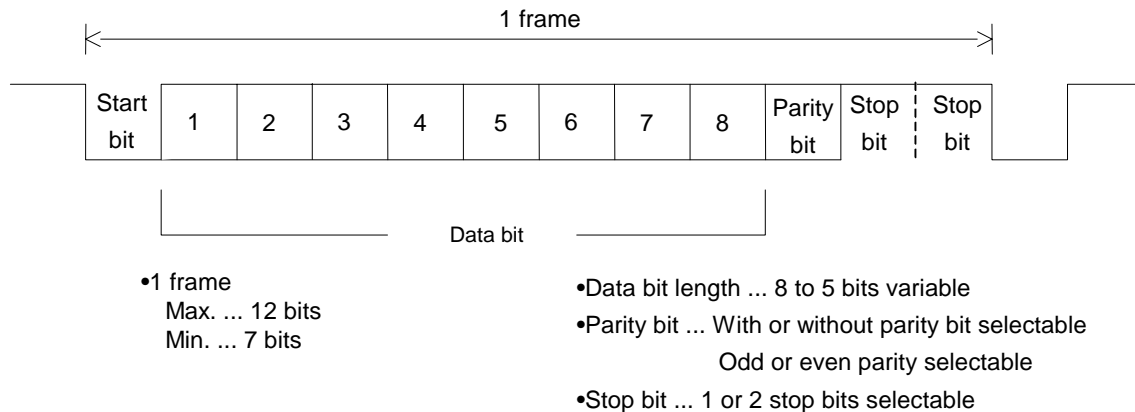 1 frame
Start bit 1 2 3 4 5 6 7 8 Parity bit Stop bit Stop bit
Data bit
•1 frame
Max. ... 12 bits
Min. ... 7 bits
•Data bit length ... 8 to 5 bits variable
•Parity bit ... With or without parity bit selectable
Odd or even parity selectable
•Stop bit ... 1 or 2 stop bits selectable